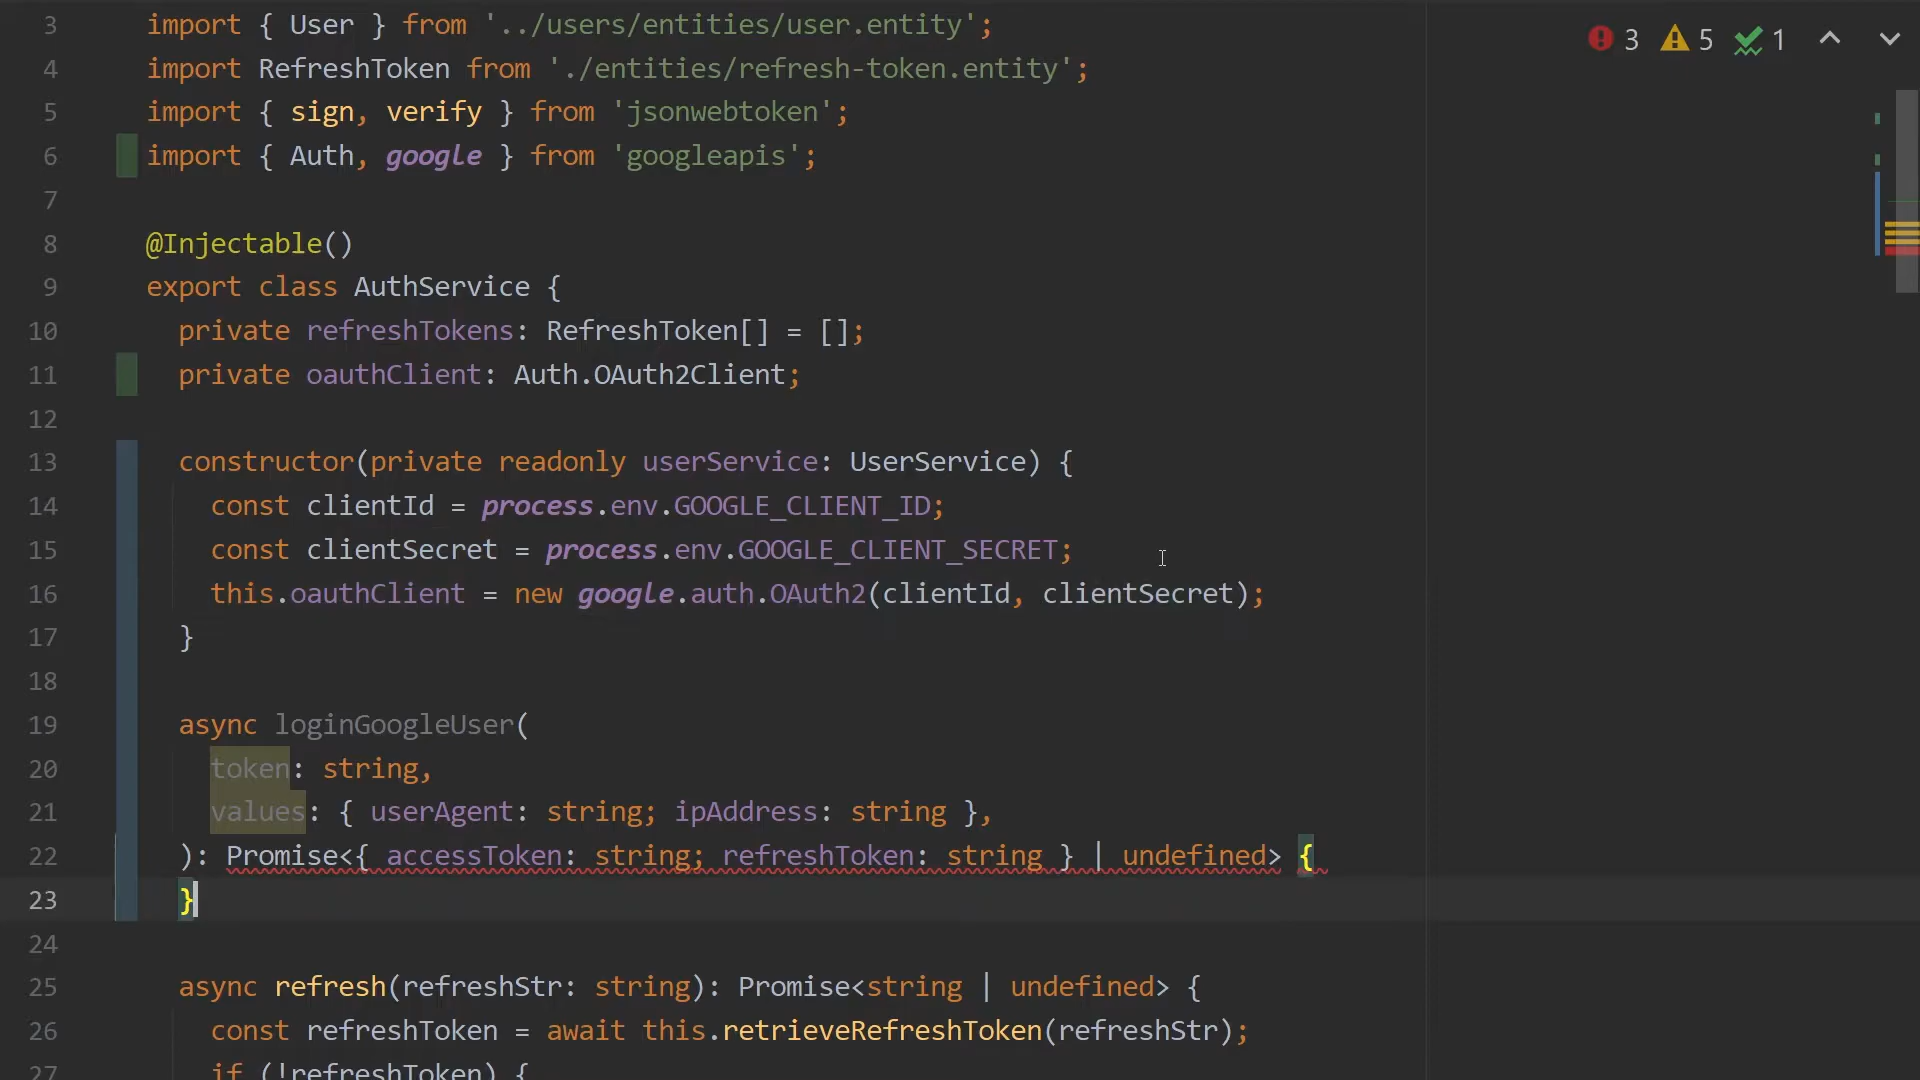 3 import { User } from '../users/entities/user.entity';
4 import RefreshToken from './entities/refresh-token.entity';
5 import { sign, verify } from 'jsonwebtoken';
6 import { Auth, google } from 'googleapis';
7
8 @Injectable()
9 export class AuthService {
10 private refreshTokens: RefreshToken[] = [];
11 private oauthClient: Auth.OAuth2Client;
12
13 constructor(private readonly userService: UserService) {
14 const clientId = process.env.GOOGLE_CLIENT_ID;
15 const clientSecret = process.env.GOOGLE_CLIENT_SECRET;
16 this.oauthClient = new google.auth.OAuth2(clientId, clientSecret);
17 }
18
19 async loginGoogleUser(
20 token: string,
21 values: { userAgent: string; ipAddress: string },
22 ): Promise<{ accessToken: string; refreshToken: string } | undefined> {
23 }
24
25 async refresh(refreshStr: string): Promise<string | undefined> {
26 const refreshToken = await this.retrieveRefreshToken(refreshStr);
27 if (!refreshToken) {
3 5 1